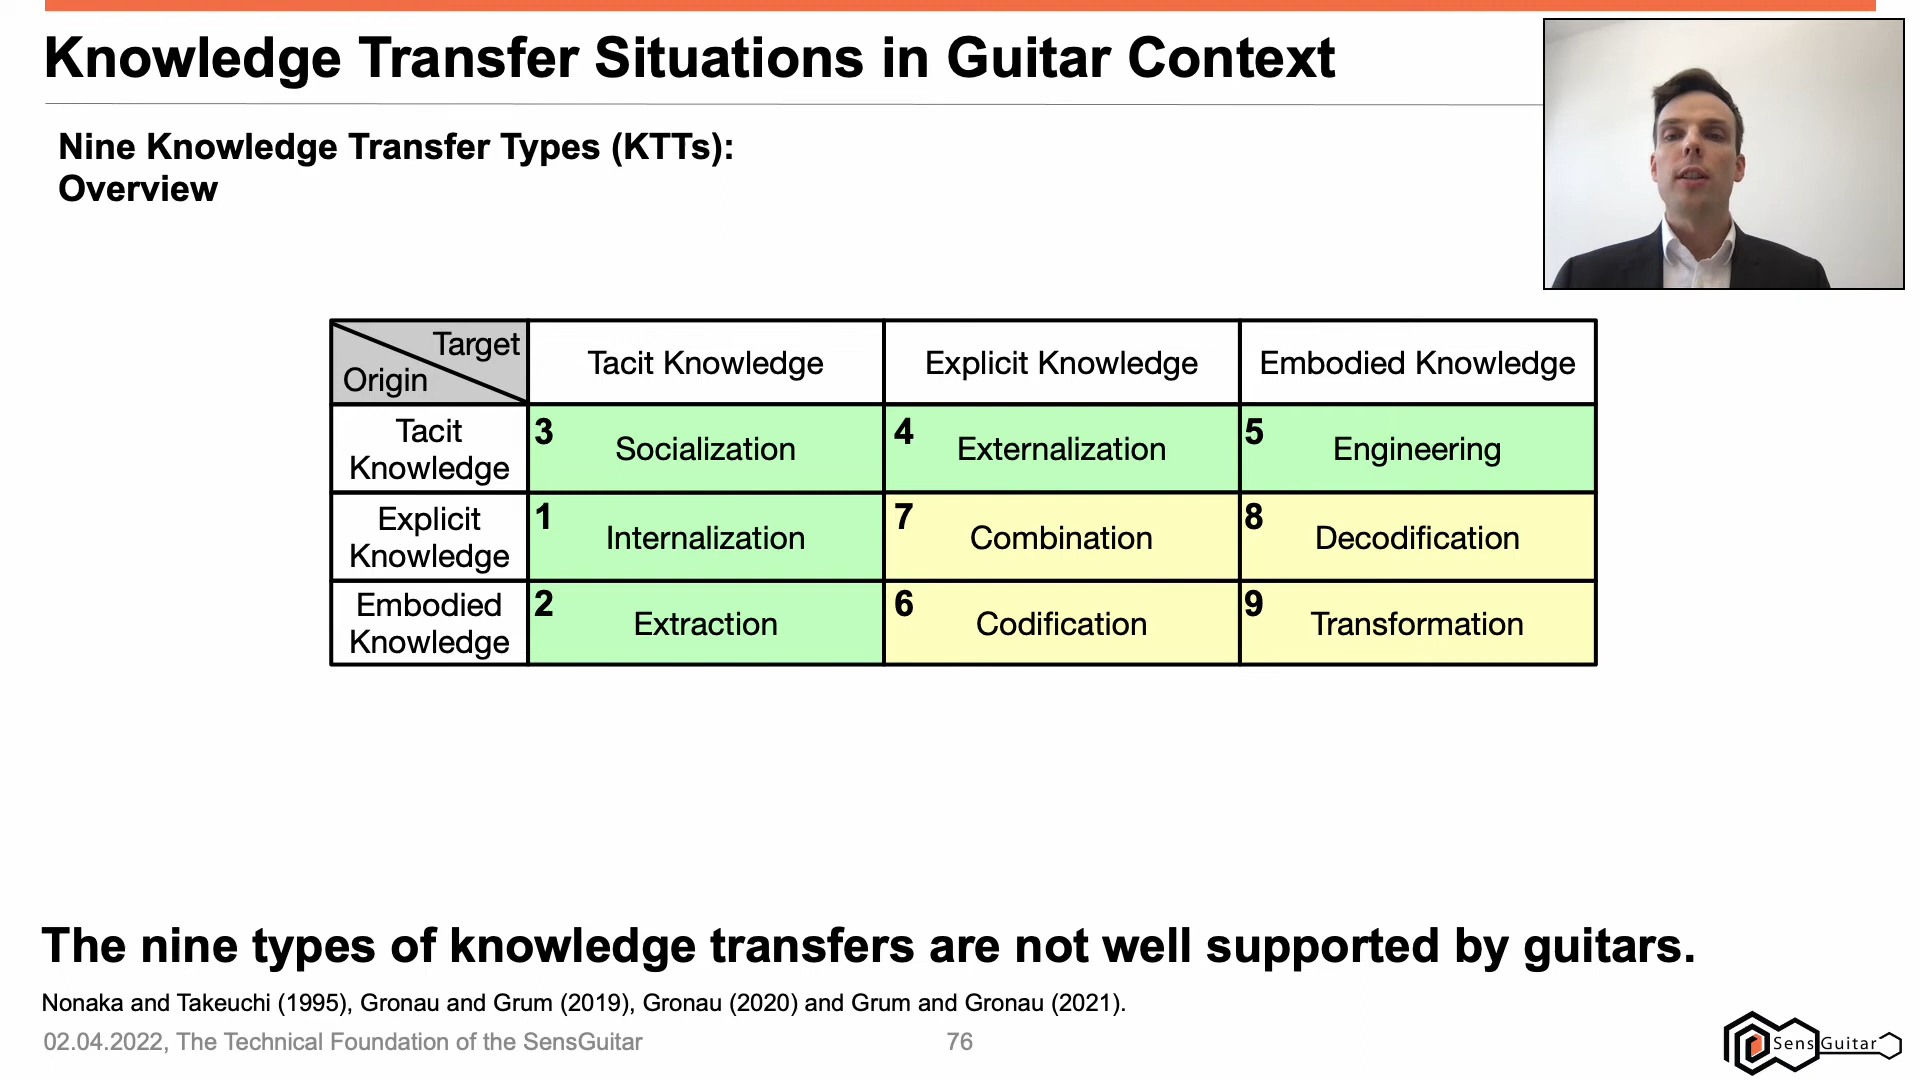 Knowledge Transfer Situations in Guitar Context
Nine Knowledge Transfer Types (KTTs):
Overview
Target
Origin
Tacit Knowledge
Explicit Knowledge
Embodied Knowledge
Tacit
Knowledge
3
Socialization
4
Externalization
5
Engineering
Explicit
Knowledge
1
Internalization
7
Combination
8
Decodification
Embodied
Knowledge
2
Extraction
6
Codification
9
Transformation
The nine types of knowledge transfers are not well supported by guitars.
Nonaka and Takeuchi (1995), Gronau and Grum (2019), Gronau (2020) and Grum and Gronau (2021).
02.04.2022, The Technical Foundation of the SensGuitar
76
Sens Guitar